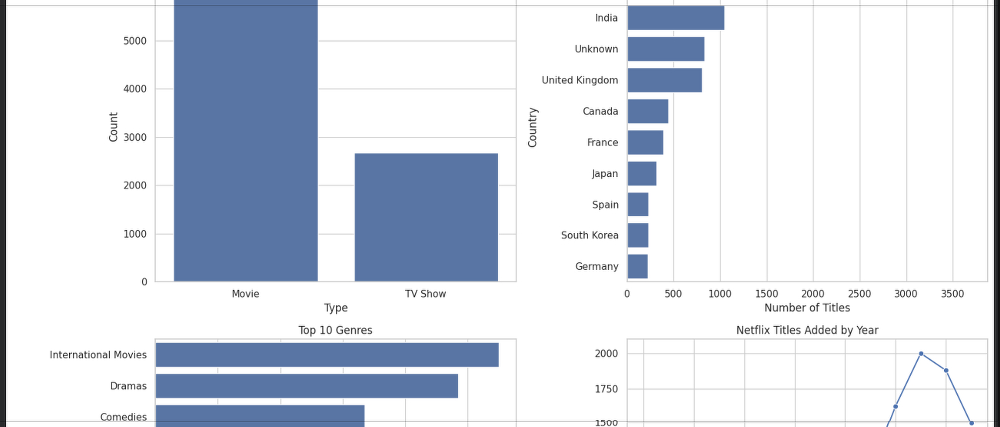 5000
4000
3000
2000
1000
0
Count
Movie
TV Show
Type
India
Unknown
United Kingdom
Canada
France
Japan
Spain
South Korea
Germany
Country
0 500 1000 1500 2000 2500 3000 3500
Number of Titles
Top 10 Genres
International Movies
Dramas
Comedies
Netflix Titles Added by Year
2000
1750
1500